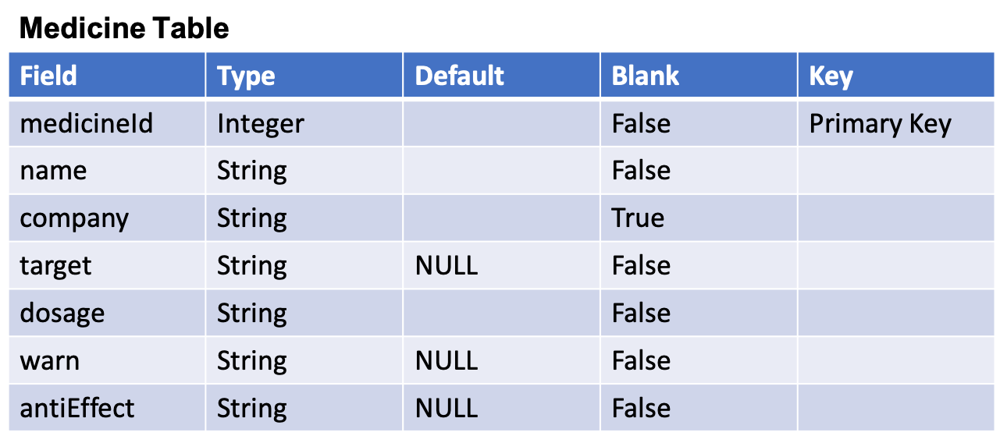 Medicine Table
Field Type Default Blank Key
medicineId Integer False Primary Key
name String False
company String True
target String NULL False
dosage String False
warn String NULL False
antiEffect String NULL False